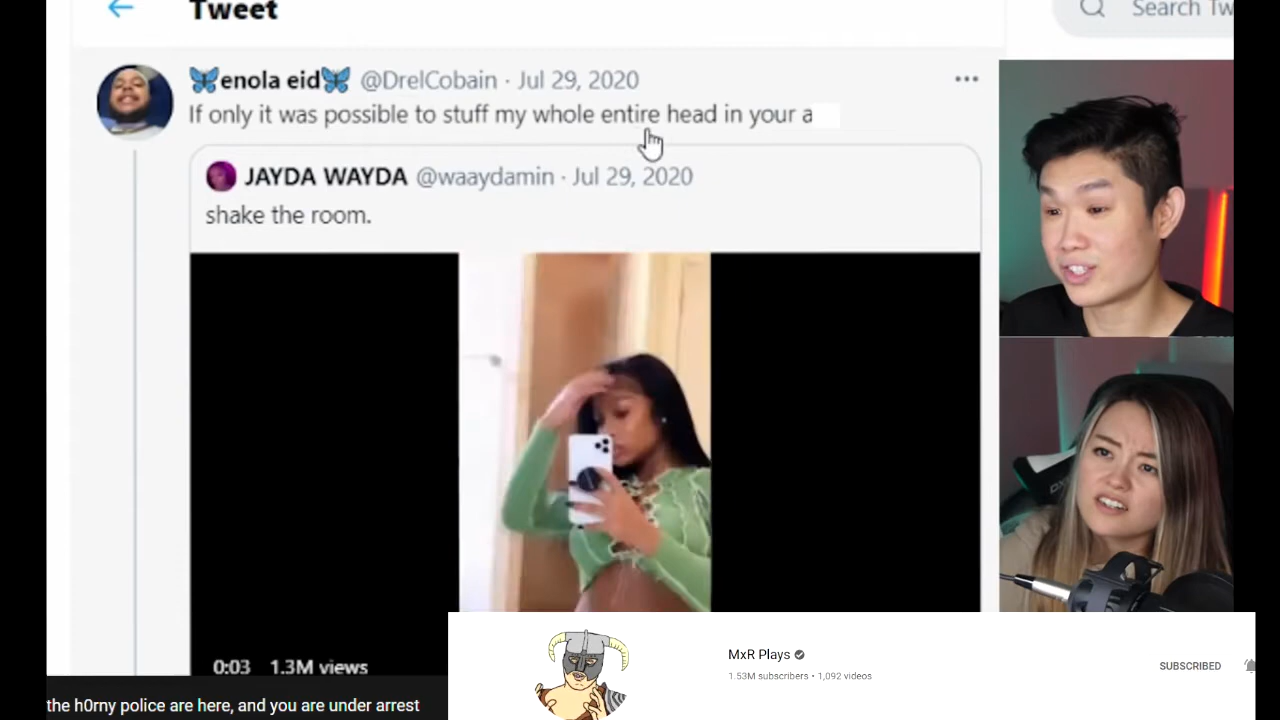 Tweet
Search Tw
🦋enola eid🦋 @DrelCobain · Jul 29, 2020
If only it was possible to stuff my whole entire head in your a
JAYDA WAYDA @waaydamin · Jul 29, 2020
shake the room.
0:03 1.3M views
MxR Plays
1.53M subscribers • 1,092 videos
SUBSCRIBED
the h0rny police are here, and you are under arrest